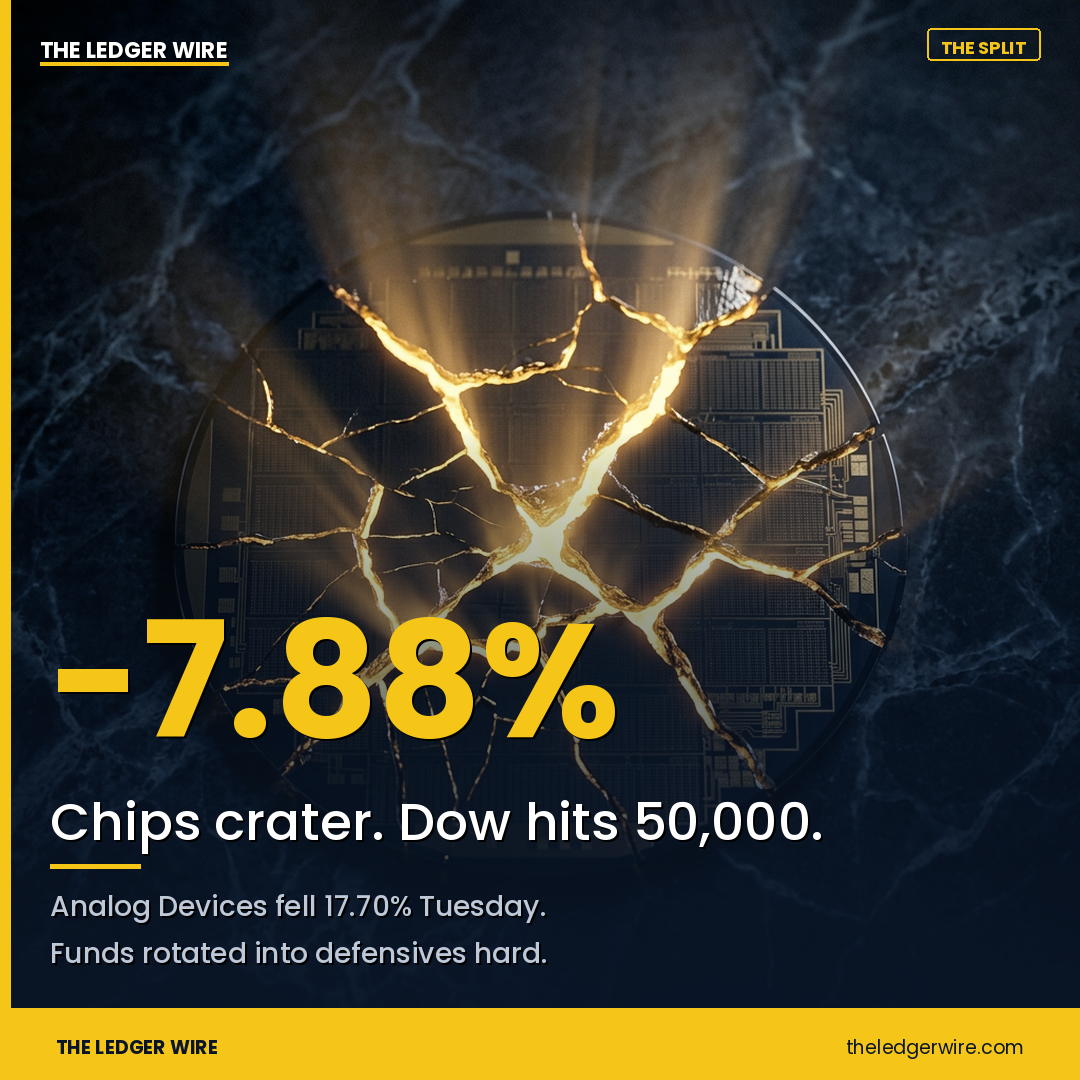 THE LEDGER WIRE
THE SPLIT
–7.88%
Chips crater. Dow hits 50,000.
Analog Devices fell 17.70% Tuesday.
Funds rotated into defensives hard.
THE LEDGER WIRE
theledgerwire.com